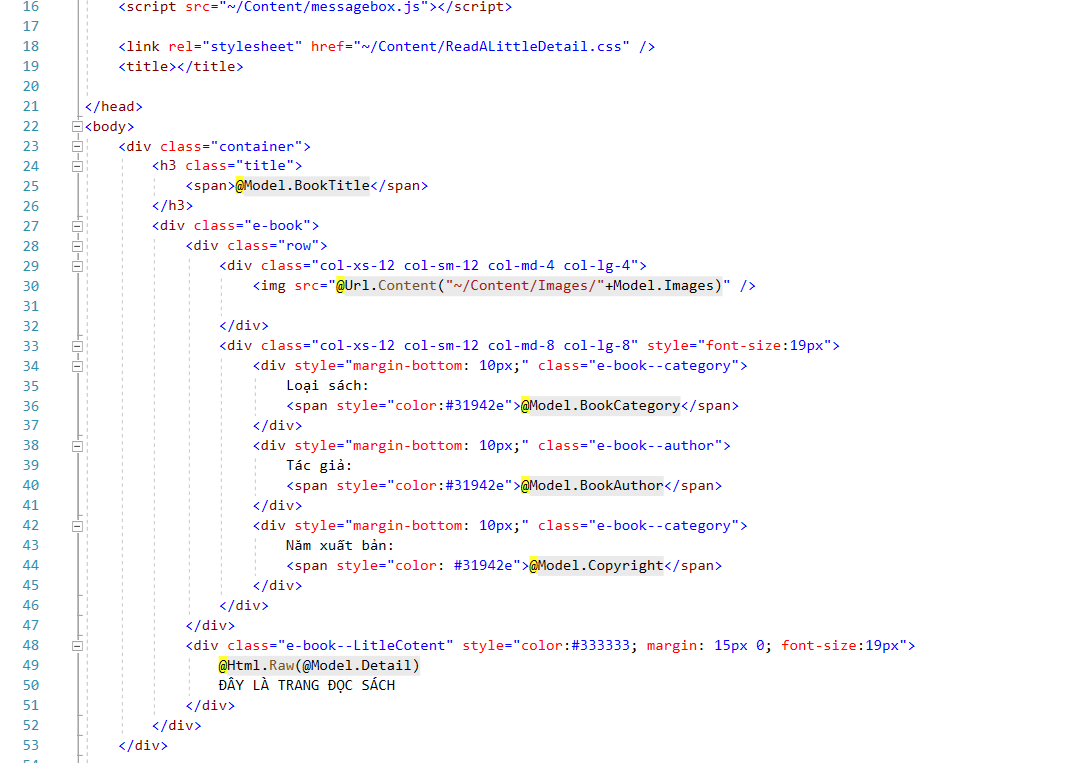 16 <script src="~/Content/messagebox.js"></script>
17
18 <link rel="stylesheet" href="~/Content/ReadALittleDetail.css" />
19 <title></title>
20
21 </head>
22 <body>
23 <div class="container">
24 <h3 class="title">
25 <span>@Model.BookTitle</span>
26 </h3>
27 <div class="e-book">
28 <div class="row">
29 <div class="col-xs-12 col-sm-12 col-md-4 col-lg-4">
30 <img src="@Url.Content("~/Content/Images/"+Model.Images)" />
31
32 </div>
33 <div class="col-xs-12 col-sm-12 col-md-8 col-lg-8" style="font-size:19px">
34 <div style="margin-bottom: 10px;" class="e-book--category">
35 Loại sách:
36 <span style="color:#31942e">@Model.BookCategory</span>
37 </div>
38 <div style="margin-bottom: 10px;" class="e-book--author">
39 Tác giả:
40 <span style="color:#31942e">@Model.BookAuthor</span>
41 </div>
42 <div style="margin-bottom: 10px;" class="e-book--category">
43 Năm xuất bản:
44 <span style="color: #31942e">@Model.Copyright</span>
45 </div>
46 </div>
47 </div>
48 <div class="e-book--LitleCotent" style="color:#333333; margin: 15px 0; font-size:19px">
49 @Html.Raw(@Model.Detail)
50 ĐÂY LÀ TRANG ĐỌC SÁCH
51 </div>
52 </div>
53 </div>